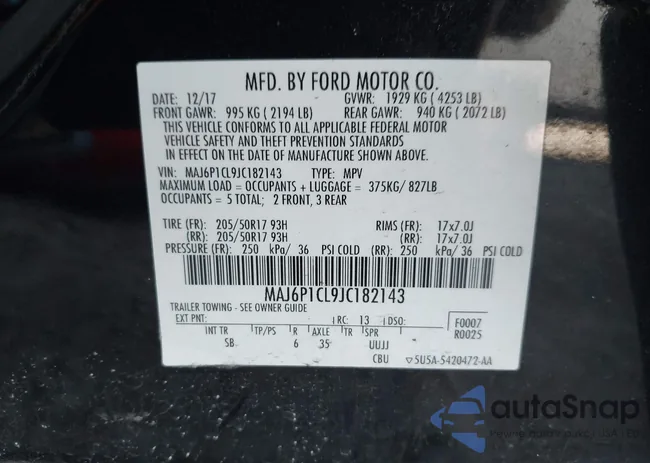 MFD. BY FORD MOTOR CO.
DATE: 12/17 GVWR: 1929 KG ( 4253 LB)
FRONT GAWR: 995 KG ( 2194 LB) REAR GAWR: 940 KG ( 2072 LB)
THIS VEHICLE CONFORMS TO ALL APPLICABLE FEDERAL MOTOR
VEHICLE SAFETY AND THEFT PREVENTION STANDARDS
IN EFFECT ON THE DATE OF MANUFACTURE SHOWN ABOVE.
VIN: MAJ6P1CL9JC182143 TYPE: MPV
MAXIMUM LOAD = OCCUPANTS + LUGGAGE = 375KG/ 827LB
OCCUPANTS = 5 TOTAL; 2 FRONT, 3 REAR
TIRE (FR): 205/50R17 93H RIMS (FR): 17x7.0J
(RR): 205/50R17 93H (RR): 17x7.0J
PRESSURE (FR): 250 kPa/ 36 PSI COLD (RR): 250 kPa/ 36 PSI COLD
MAJ6P1CL9JC182143
TRAILER TOWING - SEE OWNER GUIDE
EXT PNT: RC: 13 DSO: F0007
R0025
INT TR TP/PS R AXLE TR SPR
SB 6 35 UUJJ
CBU 5U5A-5420472-AA
autoSnap